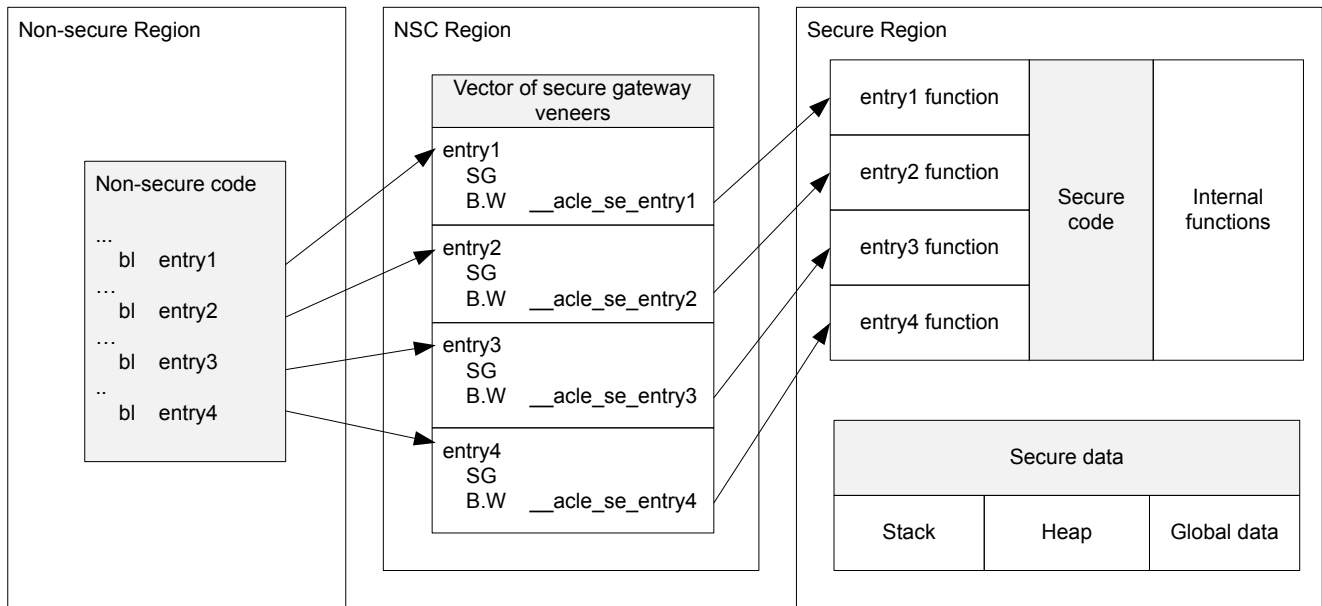 Non-secure Region
Non-secure code
...
bl entry1
...
bl entry2
...
bl entry3
..
bl entry4
NSC Region
Vector of secure gateway
veneers
entry1
SG
B.W __acle_se_entry1
entry2
SG
B.W __acle_se_entry2
entry3
SG
B.W __acle_se_entry3
entry4
SG
B.W __acle_se_entry4
Secure Region
entry1 function
entry2 function
entry3 function
entry4 function
Secure
code
Internal
functions
Secure data
Stack
Heap
Global data